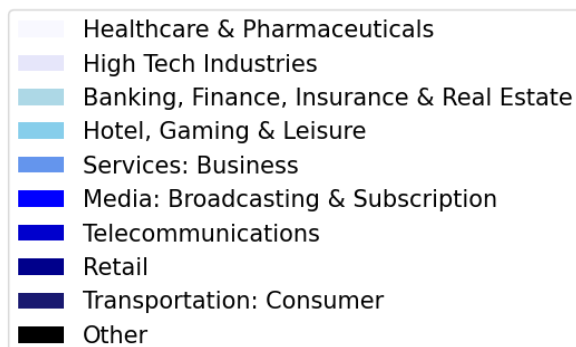 Healthcare & Pharmaceuticals
High Tech Industries
Banking, Finance, Insurance & Real Estate
Hotel, Gaming & Leisure
Services: Business
Media: Broadcasting & Subscription
Telecommunications
Retail
Transportation: Consumer
Other